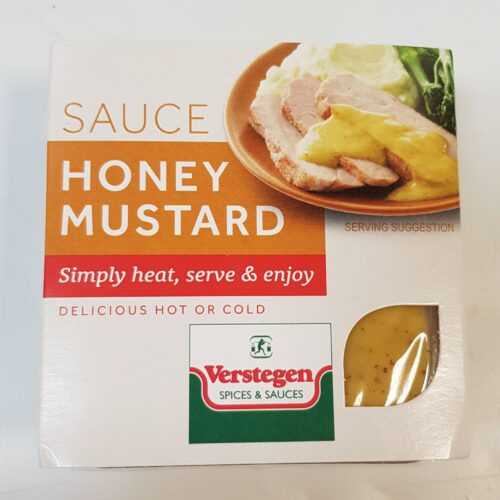 SAUCE
HONEY
MUSTARD
SERVING SUGGESTION
Simply heat, serve & enjoy
DELICIOUS HOT OR COLD
Verstegen
SPICES & SAUCES